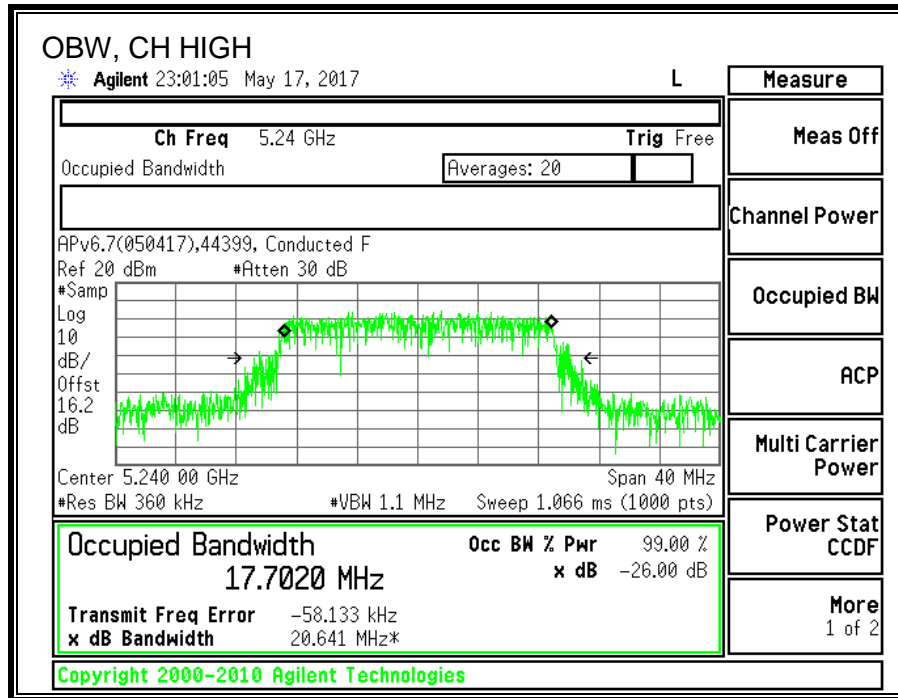 OBW, CH HIGH
Agilent 23:01:05 May 17, 2017 L
Measure
Ch Freq 5.24 GHz Trig Free
Meas Off
Occupied Bandwidth Averages: 20
Channel Power
APv6.7(050417),44399, Conducted F
Ref 20 dBm #Atten 30 dB
#Samp
Log
10
dB/
Offst
16.2
dB
Occupied BW
ACP
Multi Carrier
Power
Center 5.240 00 GHz Span 40 MHz
#Res BW 360 kHz #VBW 1.1 MHz Sweep 1.066 ms (1000 pts)
Power Stat
CCDF
Occupied Bandwidth Occ BW % Pwr 99.00 %
17.7020 MHz x dB -26.00 dB
Transmit Freq Error -58.133 kHz
x dB Bandwidth 20.641 MHz*
More
1 of 2
Copyright 2000-2010 Agilent Technologies